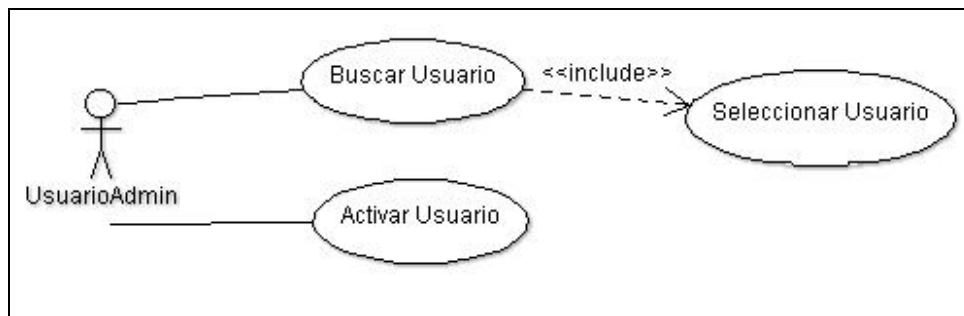 Buscar Usuario
<<include>>
Seleccionar Usuario
UsuarioAdmin
Activar Usuario